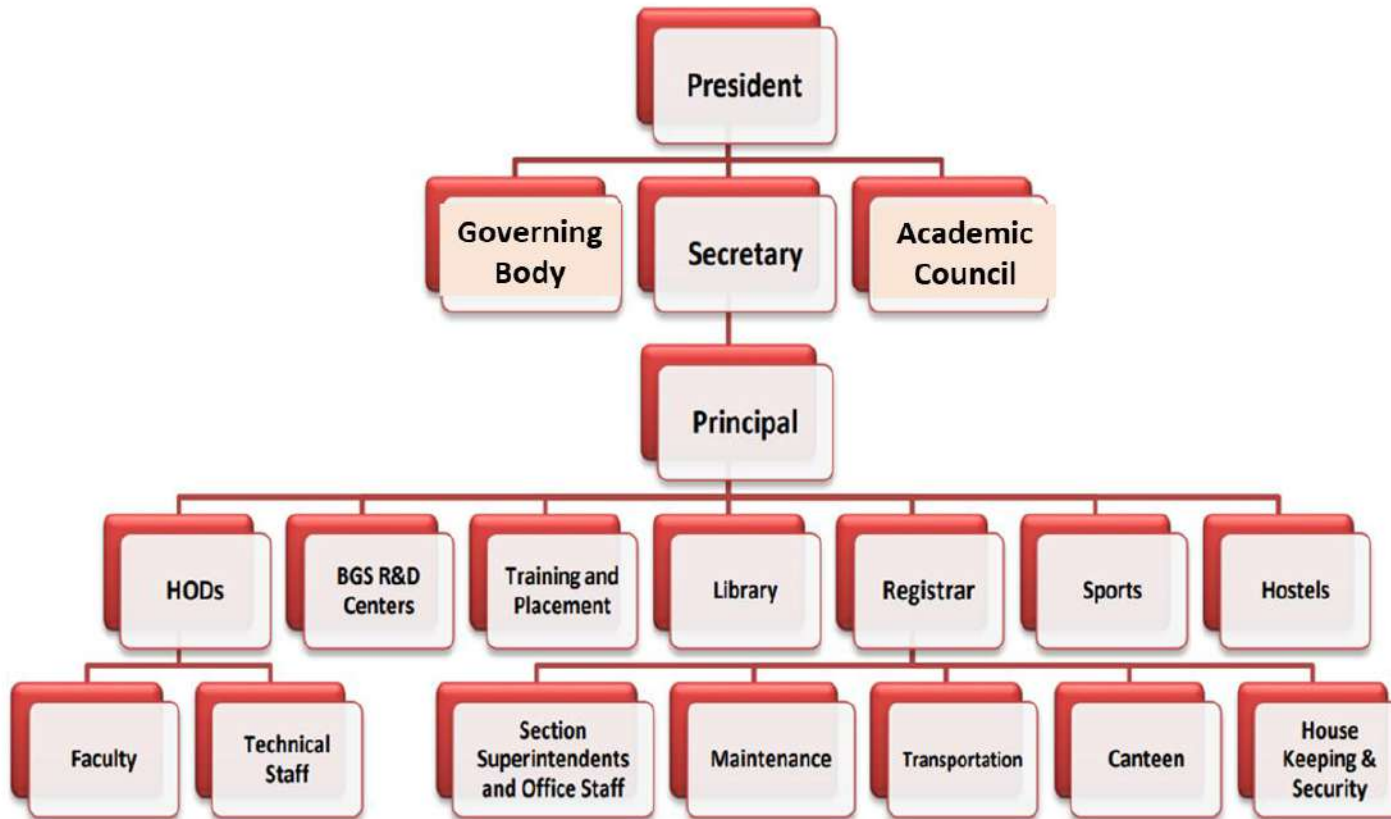 President
Governing
Body
Secretary
Academic
Council
Principal
HODs
BGS R&D
Centers
Training and
Placement
Library
Registrar
Sports
Hostels
Faculty
Technical
Staff
Section
Superintendents
and Office Staff
Maintenance
Transportation
Canteen
House
Keeping &
Security